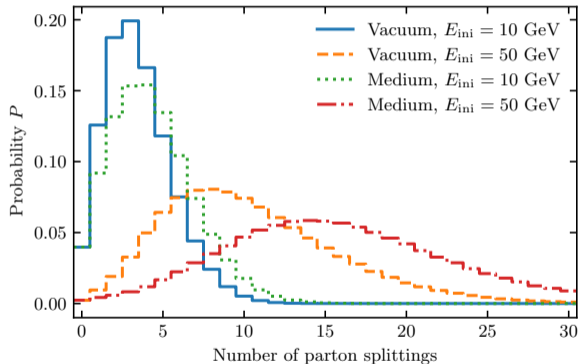 0.20
0.15
0.10
0.05
0.00
Probability P
Vacuum, E_ini = 10 GeV
Vacuum, E_ini = 50 GeV
Medium, E_ini = 10 GeV
Medium, E_ini = 50 GeV
0 5 10 15 20 25 30
Number of parton splittings